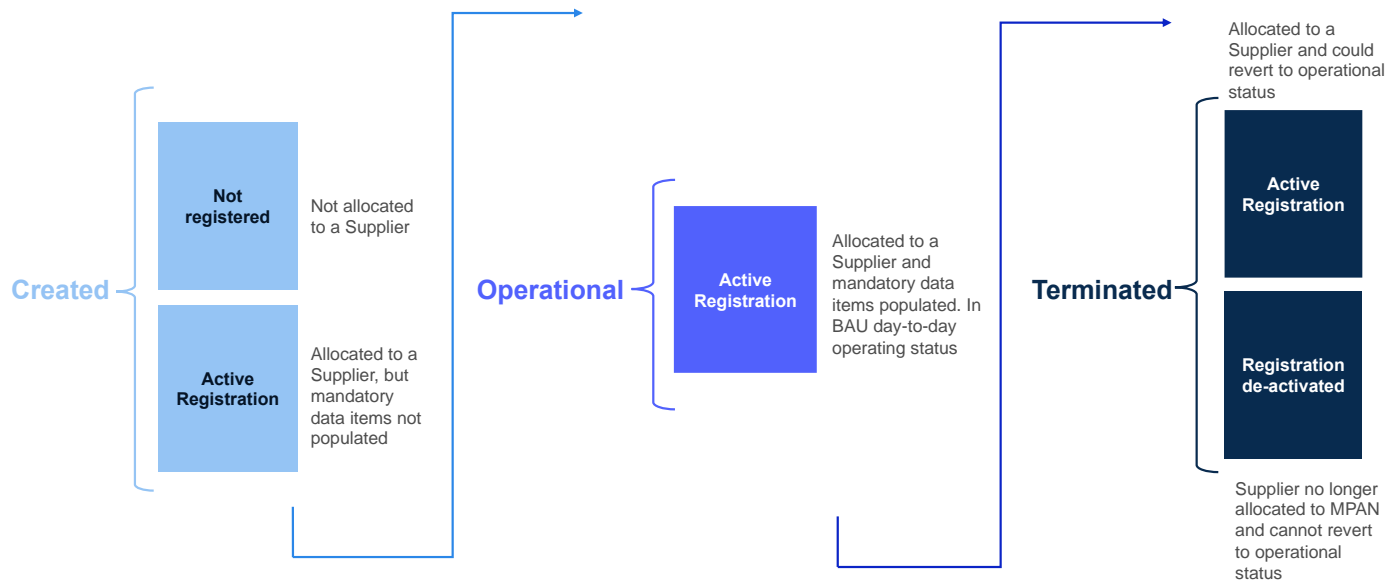 Created
Not
registered
Not allocated
to a Supplier
Active
Registration
Allocated to a
Supplier, but
mandatory
data items not
populated
Operational
Active
Registration
Allocated to a
Supplier and
mandatory data
items populated. In
BAU day-to-day
operating status
Terminated
Allocated to a
Supplier and could
revert to operational
status
Active
Registration
Registration
de-activated
Supplier no longer
allocated to MPAN
and cannot revert
to operational
status